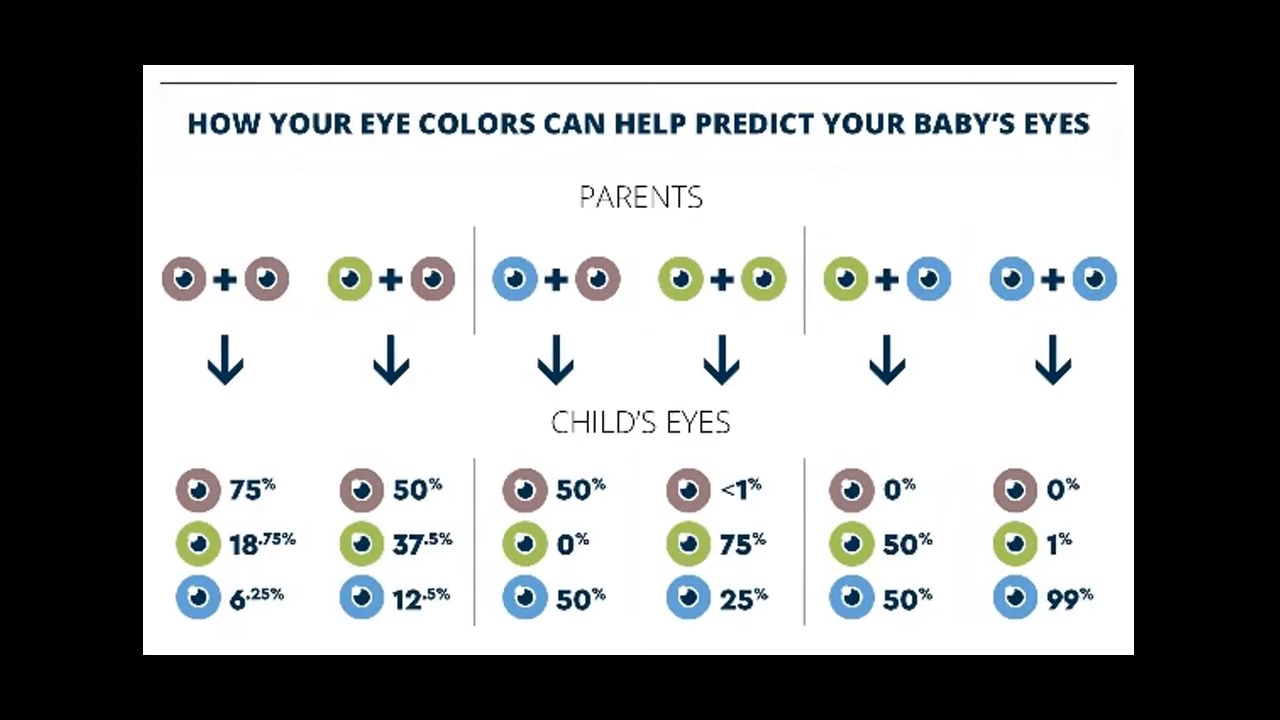 HOW YOUR EYE COLORS CAN HELP PREDICT YOUR BABY'S EYES
PARENTS
CHILD'S EYES
75% 50% 50% <1% 0% 0%
18.75% 37.5% 0% 75% 50% 1%
6.25% 12.5% 50% 25% 50% 99%